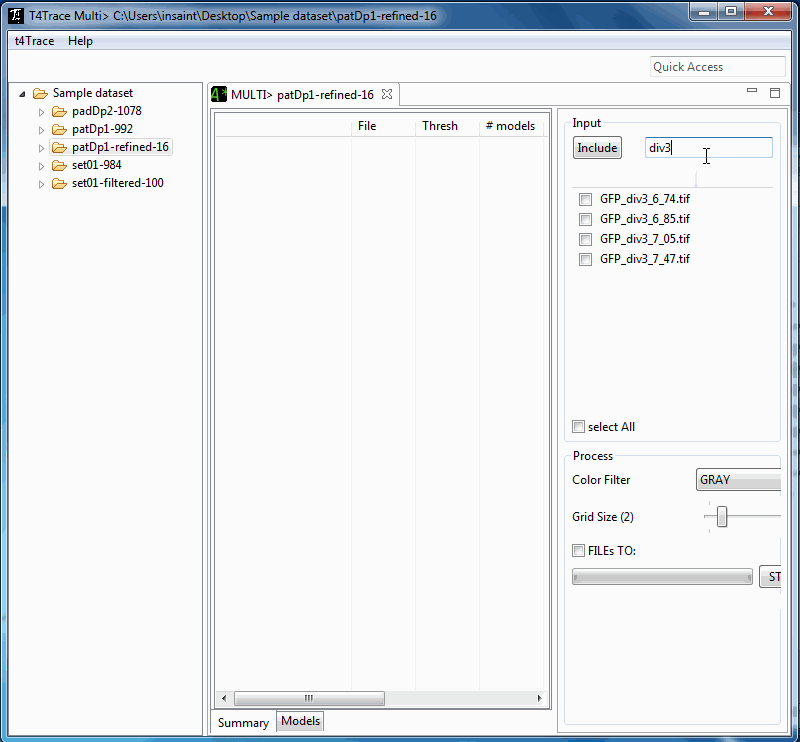 T4Trace Multi> C:\Users\insaint\Desktop\Sample dataset\patDp1-refined-16
t4Trace Help
Quick Access
Sample dataset
padDp2-1078
patDp1-992
patDp1-refined-16
set01-984
set01-filtered-100
MULTI> patDp1-refined-16
File Thresh # models
Input
Include div3
GFP_div3_6_74.tif
GFP_div3_6_85.tif
GFP_div3_7_05.tif
GFP_div3_7_47.tif
select All
Process
Color Filter GRAY
Grid Size (2)
FILEs TO:
ST
Summary Models